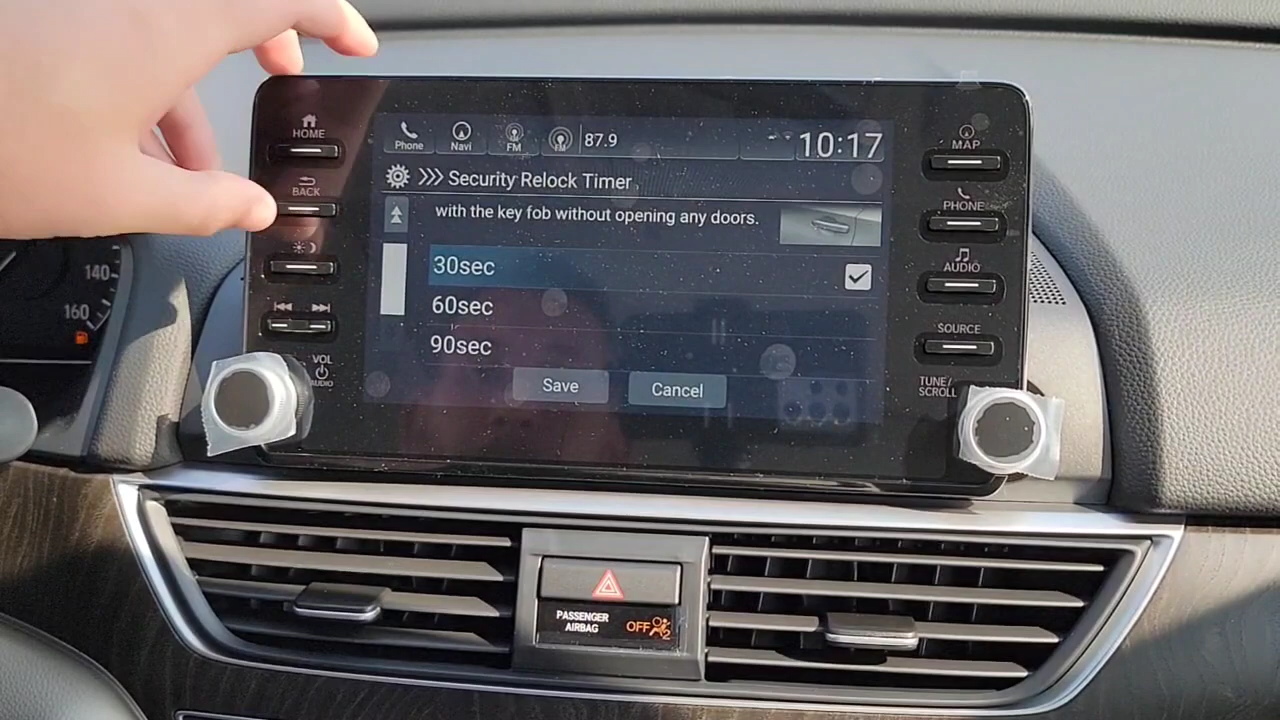 HOME
BACK
VOL
AUDIO
Phone
Navi
FM
87.9
10:17
Security Relock Timer
with the key fob without opening any doors.
30sec
60sec
90sec
Save
Cancel
MAP
PHONE
AUDIO
SOURCE
TUNE/
SCROLL
140
160
PASSENGER
AIRBAG
OFF
2